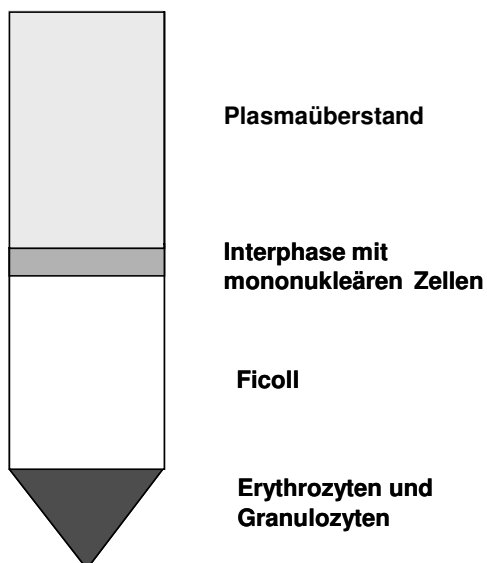 Plasmaüberstand
Interphase mit
mononukleären Zellen
Ficoll
Erythrozyten und
Granulozyten